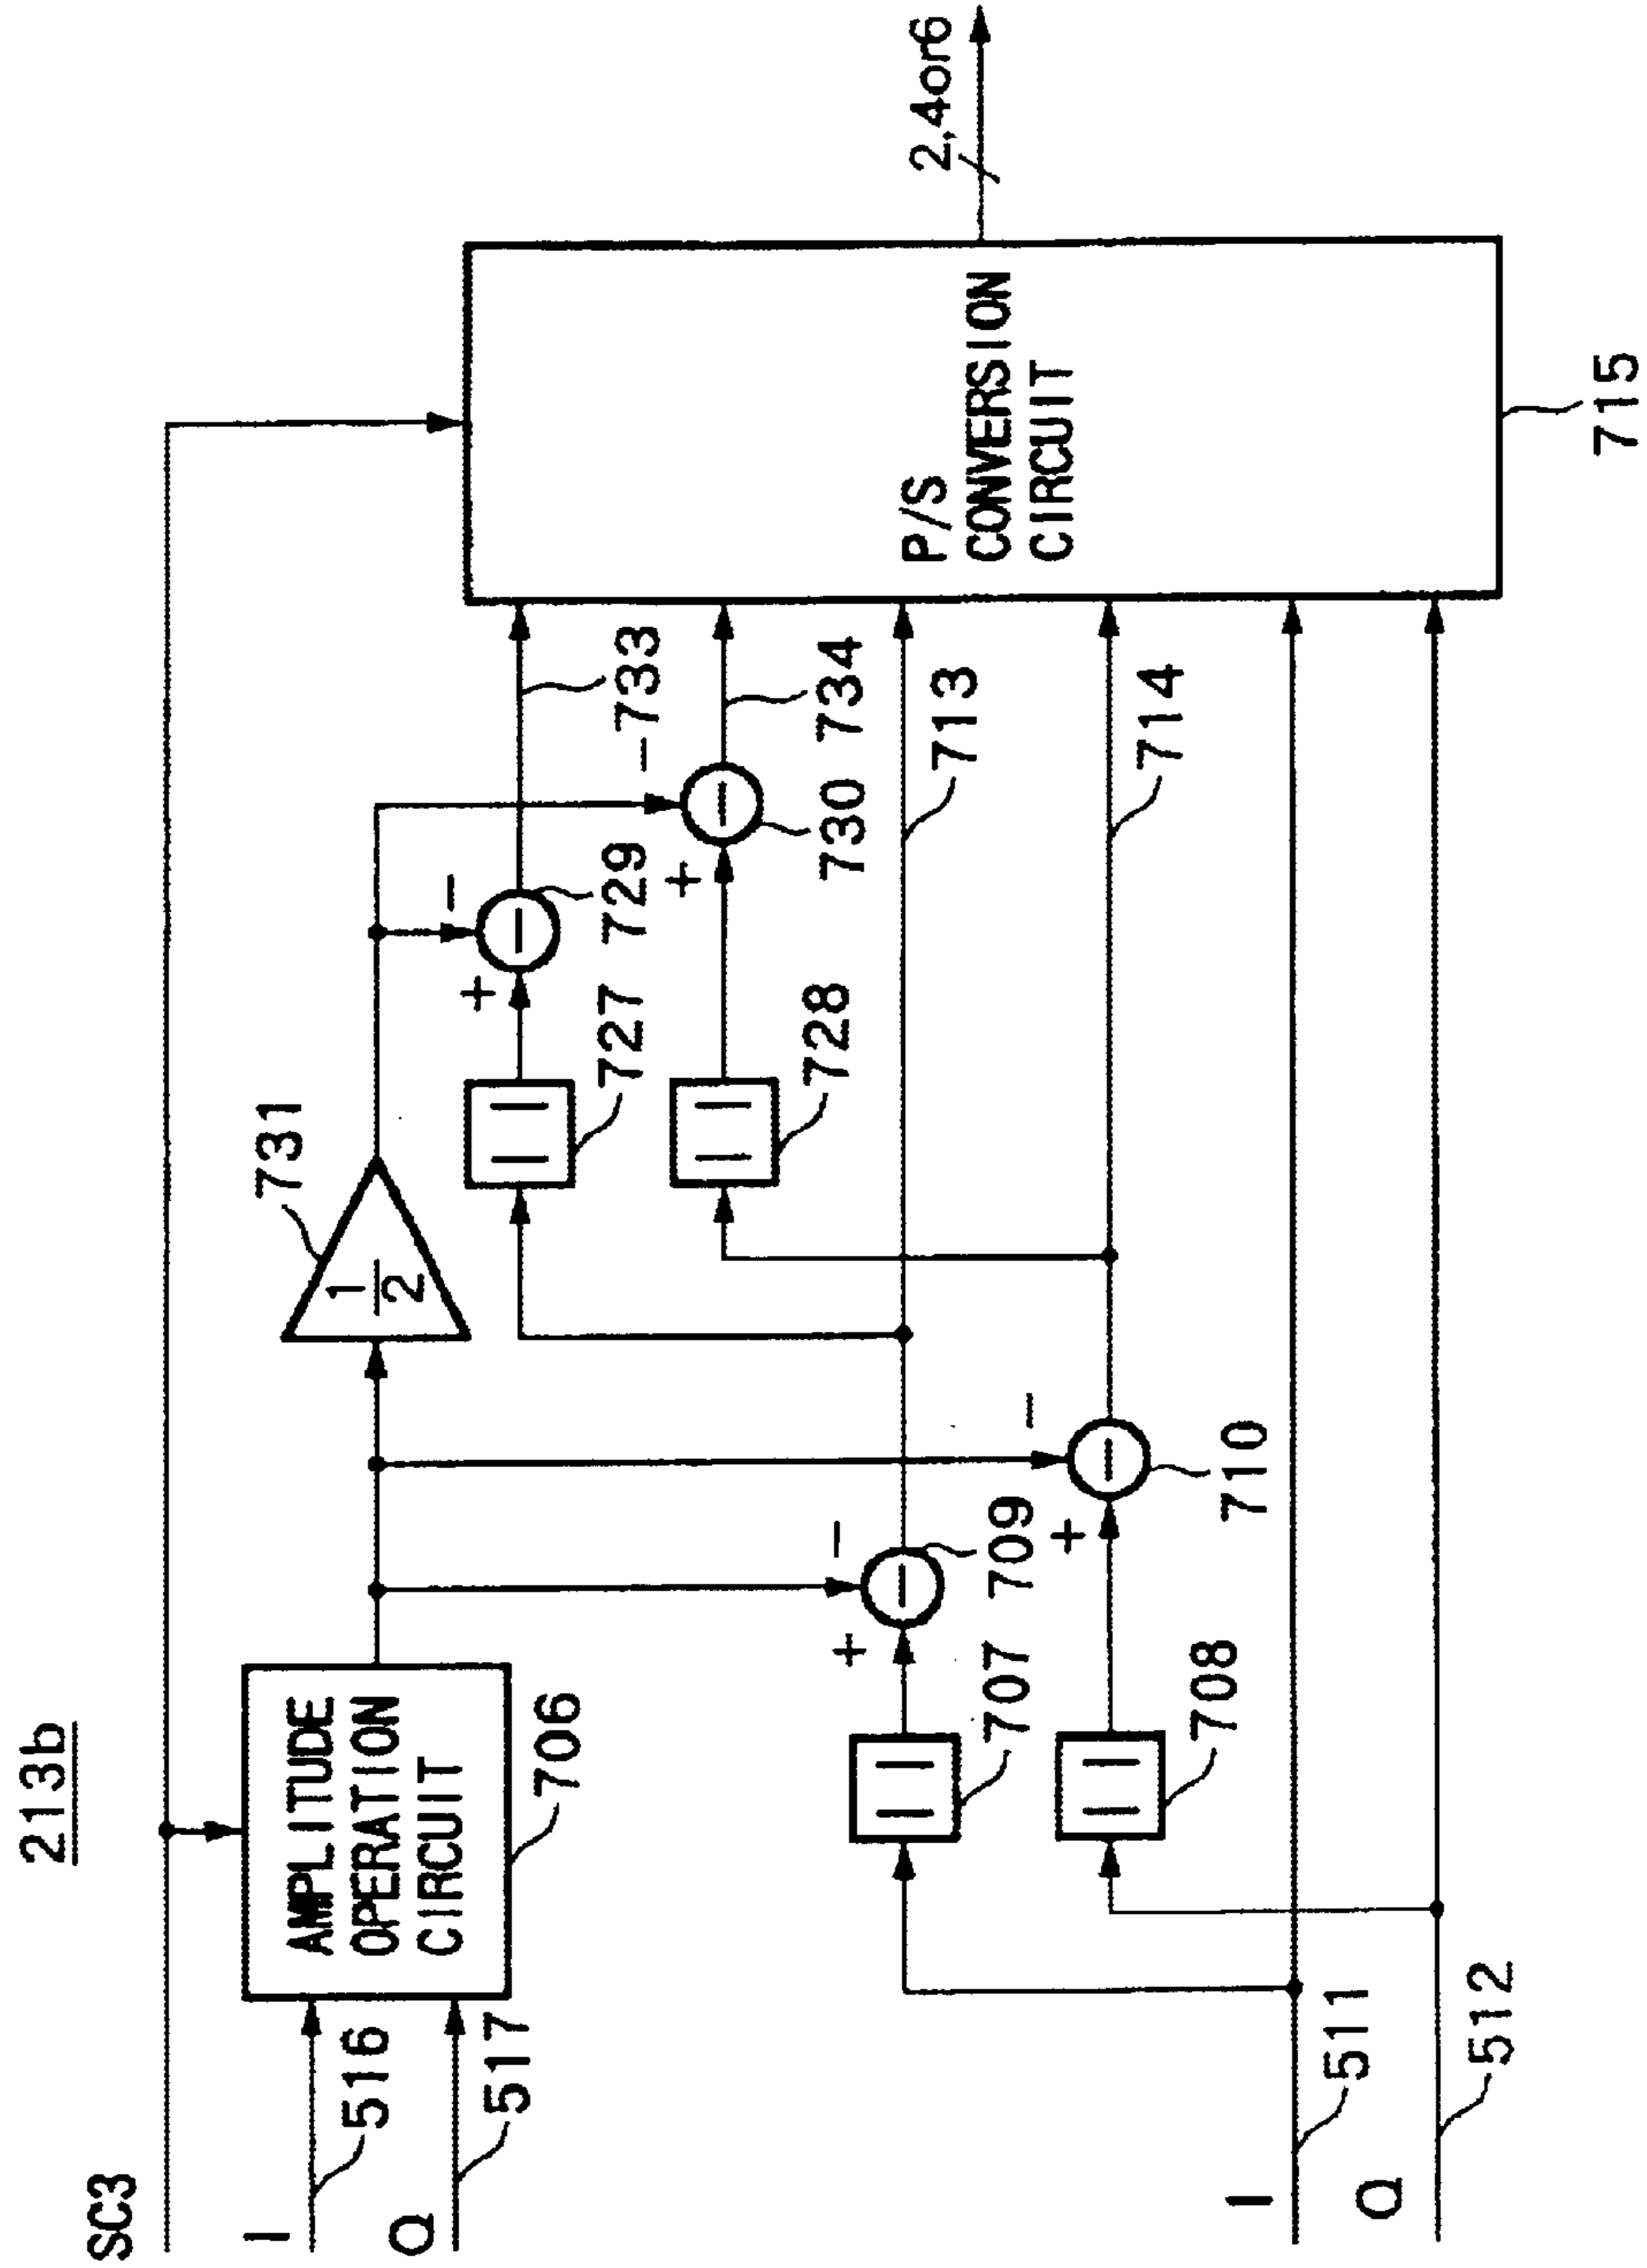 213b
SC3
I
516
Q
517
AMPLITUDE
OPERATION
CIRCUIT
706
1
2
731
−
+
727
729
733
−
+
728
730
734
−
+
707
709
713
−
+
708
710
714
I
511
Q
512
P/S
CONVERSION
CIRCUIT
715
2,4or6